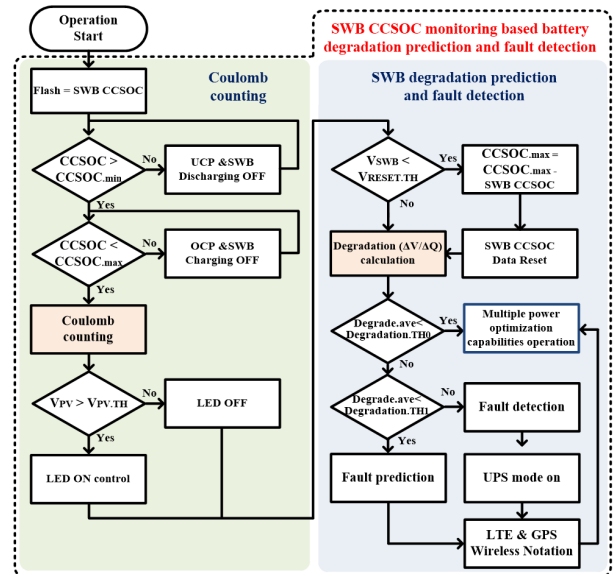 Operation
Start
SWB CCSOC monitoring based battery
degradation prediction and fault detection
Coulomb
counting
Flash = SWB CCSOC
CCSOC >
CCSOC.min
No
UCP &SWB
Discharging OFF
Yes
CCSOC <
CCSOC.max
No
OCP &SWB
Charging OFF
Yes
Coulomb
counting
VPV > VPV.TH
No
LED OFF
Yes
LED ON control
SWB degradation prediction
and fault detection
VSWB <
VRESET.TH
Yes
CCSOC.max =
CCSOC.max -
SWB CCSOC
No
Degradation (ΔV/ΔQ)
calculation
SWB CCSOC
Data Reset
Degrade.ave<
Degradation.TH0
Yes
Multiple power
optimization
capabilities operation
No
Degrade.ave<
Degradation.TH1
No
Fault detection
Yes
Fault prediction
UPS mode on
LTE & GPS
Wireless Notation